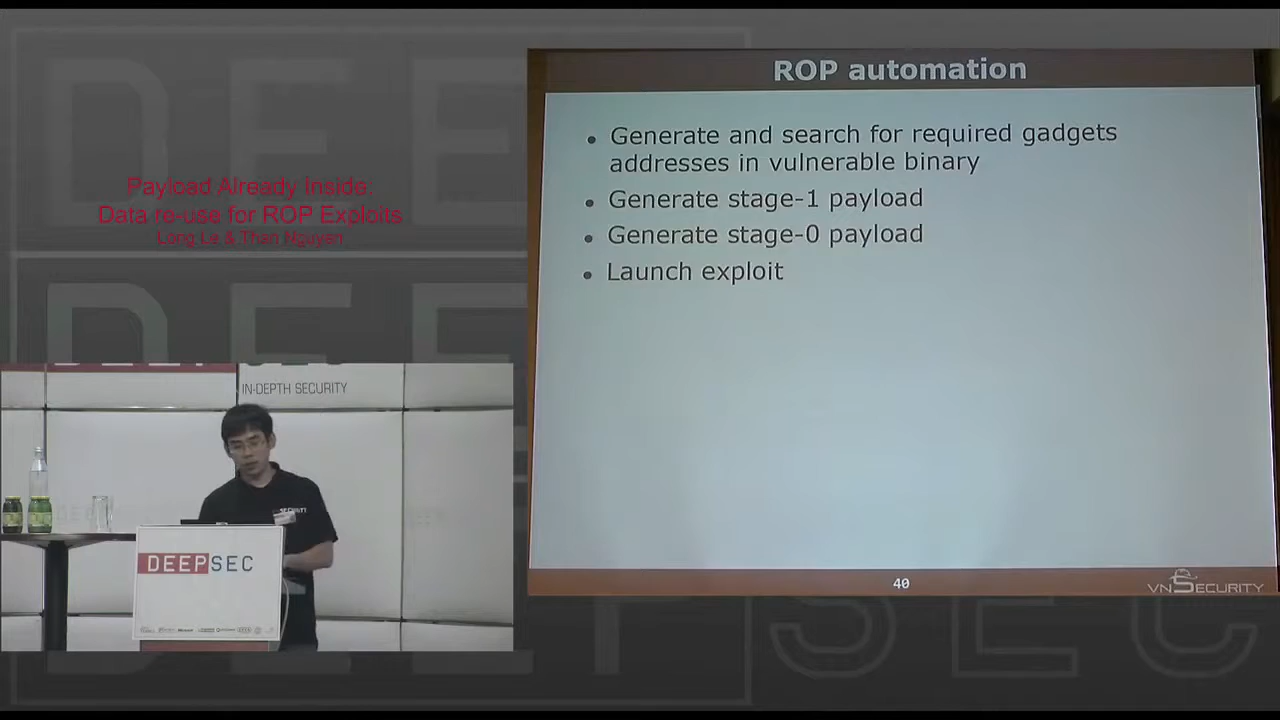 Payload Already Inside:
Data re-use for ROP Exploits
Long Le & Than Nguyen
ROP automation
• Generate and search for required gadgets
addresses in vulnerable binary
• Generate stage-1 payload
• Generate stage-0 payload
• Launch exploit
40
VNSECURITY
IN-DEPTH SECURITY
DEEPSEC